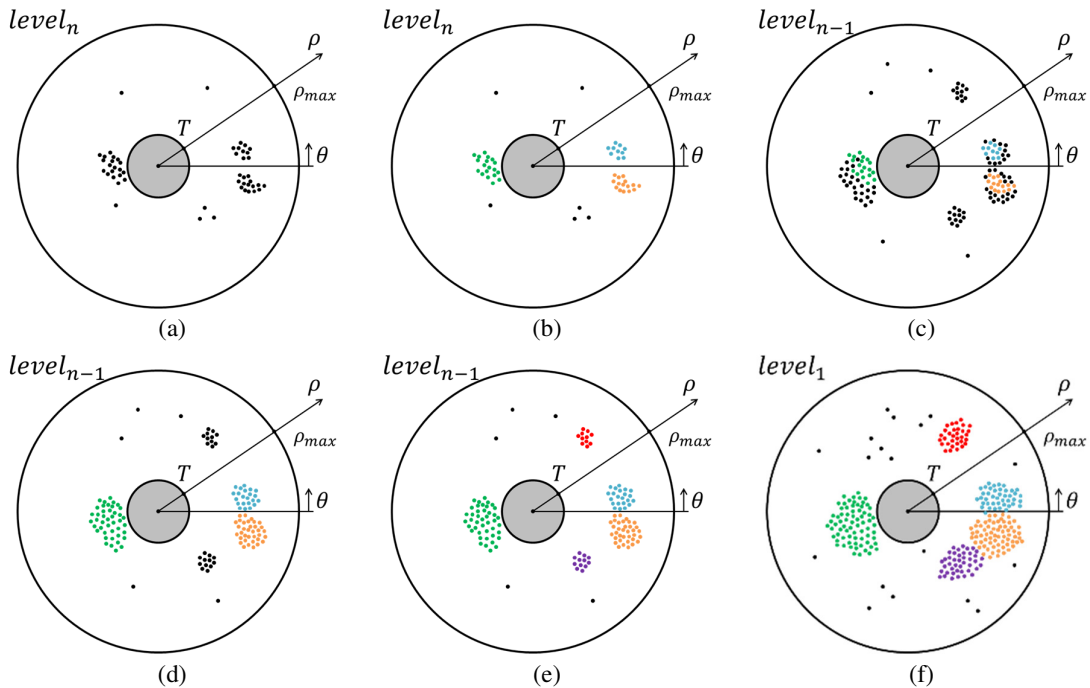 level_n
ρ
ρ_max
T
θ
(a)
level_n
ρ
ρ_max
T
θ
(b)
level_{n-1}
ρ
ρ_max
T
θ
(c)
level_{n-1}
ρ
ρ_max
T
θ
(d)
level_{n-1}
ρ
ρ_max
T
θ
(e)
level_1
ρ
ρ_max
T
θ
(f)